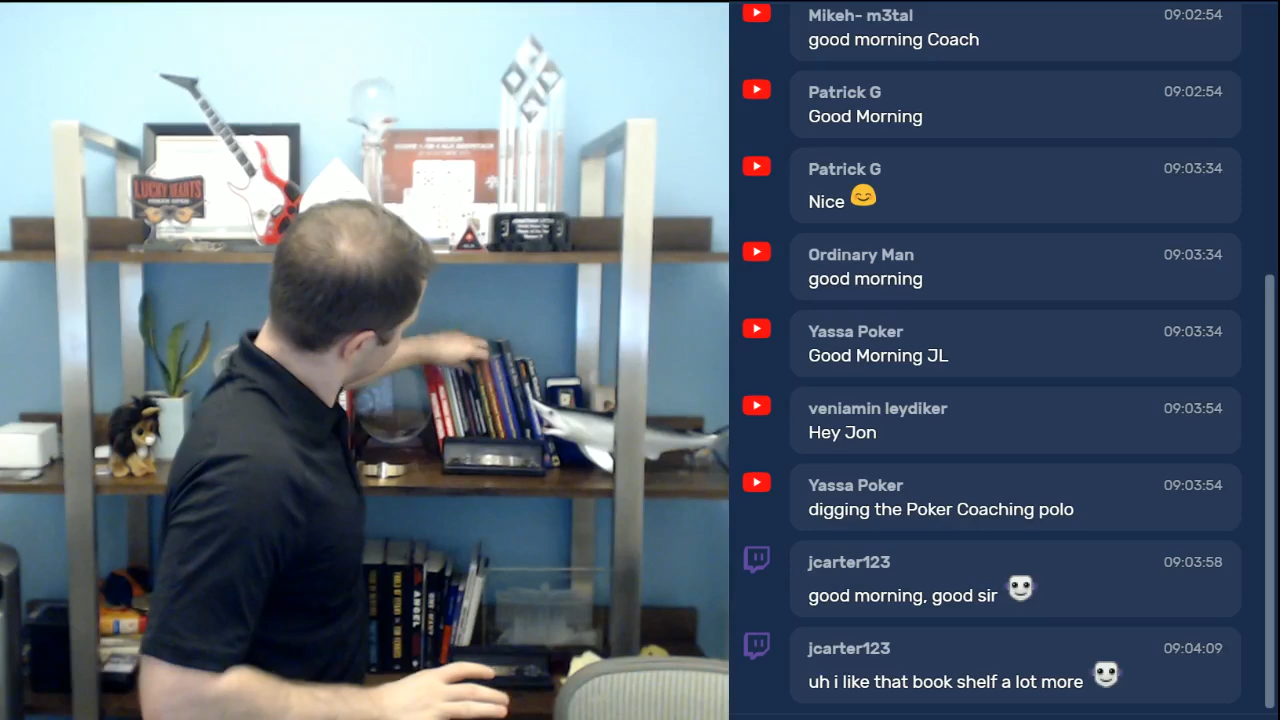 Mikeh- m3tal 09:02:54
good morning Coach
Patrick G 09:02:54
Good Morning
Patrick G 09:03:34
Nice 😊
Ordinary Man 09:03:34
good morning
Yassa Poker 09:03:34
Good Morning JL
veniamin leydiker 09:03:54
Hey Jon
Yassa Poker 09:03:54
digging the Poker Coaching polo
jcarter123 09:03:58
good morning, good sir
jcarter123 09:04:09
uh i like that book shelf a lot more
LUCKY HEARTS
ANGEL